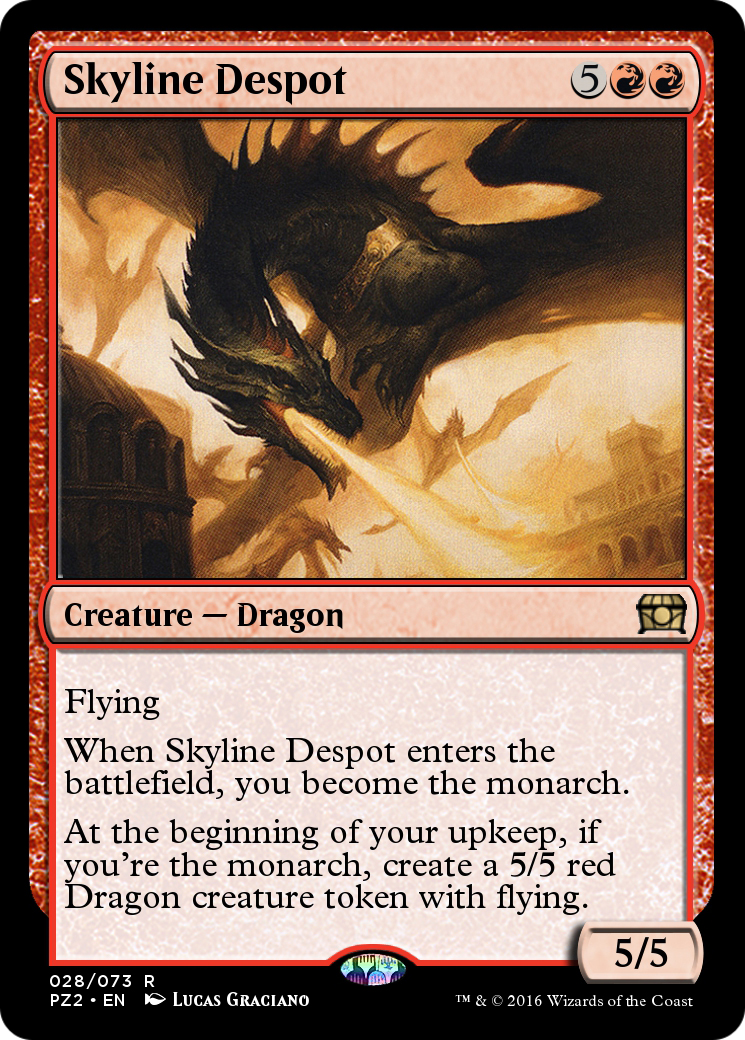 Skyline Despot 5
Creature — Dragon
Flying
When Skyline Despot enters the
battlefield, you become the monarch.
At the beginning of your upkeep, if
you're the monarch, create a 5/5 red
Dragon creature token with flying.
5/5
028/073 R
PZ2 • EN Lucas Graciano
™ & © 2016 Wizards of the Coast